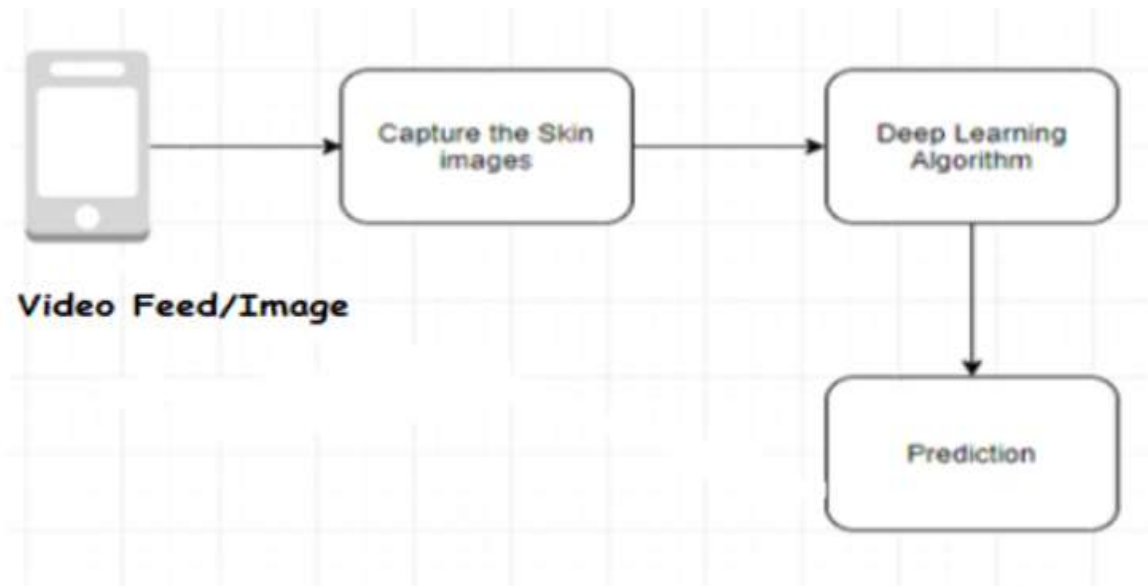 Capture the Skin
images
Deep Learning
Algorithm
Video Feed/Image
Prediction